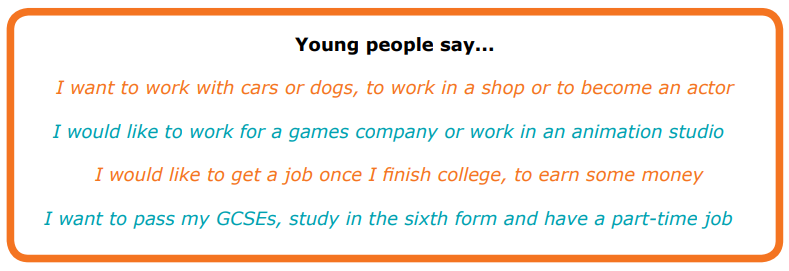 Young people say...
I want to work with cars or dogs, to work in a shop or to become an actor
I would like to work for a games company or work in an animation studio
I would like to get a job once I finish college, to earn some money
I want to pass my GCSEs, study in the sixth form and have a part-time job